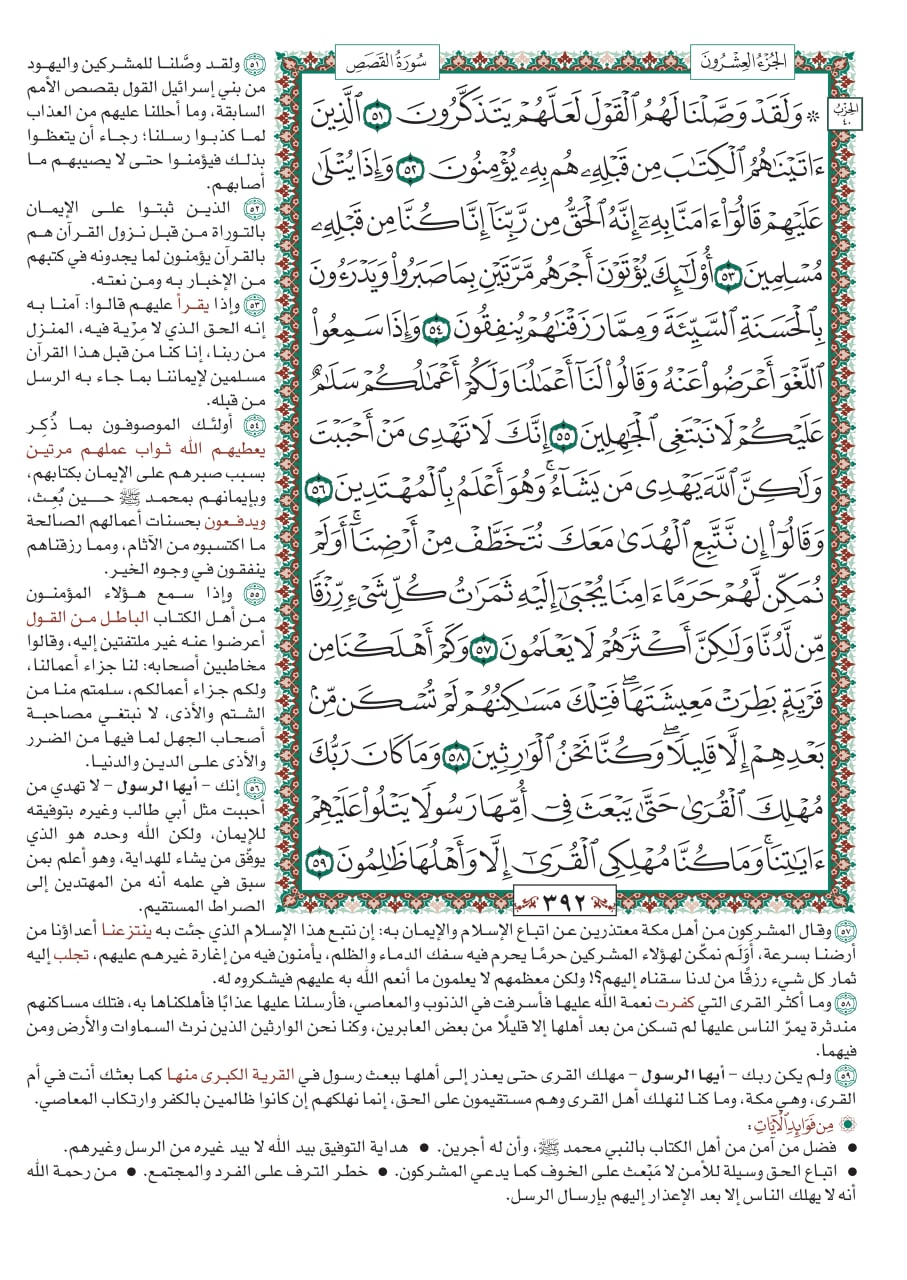 الجُزْءُ العِشْرُونَ
سُورَةُ القَصَصِ
الحِزْبُ
٤٠
۞ وَلَقَدْ وَصَّلْنَا لَهُمُ ٱلْقَوْلَ لَعَلَّهُمْ يَتَذَكَّرُونَ ٥١ ٱلَّذِينَ
ءَاتَيْنَٰهُمُ ٱلْكِتَٰبَ مِن قَبْلِهِۦ هُم بِهِۦ يُؤْمِنُونَ ٥٢ وَإِذَا يُتْلَىٰ
عَلَيْهِمْ قَالُوٓا۟ ءَامَنَّا بِهِۦٓ إِنَّهُ ٱلْحَقُّ مِن رَّبِّنَآ إِنَّا كُنَّا مِن قَبْلِهِۦ
مُسْلِمِينَ ٥٣ أُو۟لَٰٓئِكَ يُؤْتَوْنَ أَجْرَهُم مَّرَّتَيْنِ بِمَا صَبَرُوا۟ وَيَدْرَءُونَ
بِٱلْحَسَنَةِ ٱلسَّيِّئَةَ وَمِمَّا رَزَقْنَٰهُمْ يُنفِقُونَ ٥٤ وَإِذَا سَمِعُوا۟
ٱللَّغْوَ أَعْرَضُوا۟ عَنْهُ وَقَالُوا۟ لَنَآ أَعْمَٰلُنَا وَلَكُمْ أَعْمَٰلُكُمْ سَلَٰمٌ
عَلَيْكُمْ لَا نَبْتَغِى ٱلْجَٰهِلِينَ ٥٥ إِنَّكَ لَا تَهْدِى مَنْ أَحْبَبْتَ
وَلَٰكِنَّ ٱللَّهَ يَهْدِى مَن يَشَآءُ ۚ وَهُوَ أَعْلَمُ بِٱلْمُهْتَدِينَ ٥٦
وَقَالُوٓا۟ إِن نَّتَّبِعِ ٱلْهُدَىٰ مَعَكَ نُتَخَطَّفْ مِنْ أَرْضِنَآ ۚ أَوَلَمْ
نُمَكِّن لَّهُمْ حَرَمًا ءَامِنًا يُجْبَىٰٓ إِلَيْهِ ثَمَرَٰتُ كُلِّ شَىْءٍ رِّزْقًا
مِّن لَّدُنَّا وَلَٰكِنَّ أَكْثَرَهُمْ لَا يَعْلَمُونَ ٥٧ وَكَمْ أَهْلَكْنَا مِن
قَرْيَةٍۭ بَطِرَتْ مَعِيشَتَهَا ۖ فَتِلْكَ مَسَٰكِنُهُمْ لَمْ تُسْكَن مِّنۢ
بَعْدِهِمْ إِلَّا قَلِيلًا ۖ وَكُنَّا نَحْنُ ٱلْوَٰرِثِينَ ٥٨ وَمَا كَانَ رَبُّكَ
مُهْلِكَ ٱلْقُرَىٰ حَتَّىٰ يَبْعَثَ فِىٓ أُمِّهَا رَسُولًا يَتْلُوا۟ عَلَيْهِمْ
ءَايَٰتِنَا ۚ وَمَا كُنَّا مُهْلِكِى ٱلْقُرَىٰٓ إِلَّا وَأَهْلُهَا ظَٰلِمُونَ ٥٩
٣٩٢
٥١ ولقد وصَّلنا للمشركين واليهود
من بني إسرائيل القول بقصص الأمم
السابقة، وما أحللنا عليهم من العذاب
لما كذبوا رسلنا؛ رجاء أن يتعظوا
بذلك فيؤمنوا حتى لا يصيبهم ما
أصابهم.
٥٢ الذين ثبتوا على الإيمان
بالتوراة من قبل نزول القرآن هم
بالقرآن يؤمنون لما يجدونه في كتبهم
من الإخبار به ومن نعته.
٥٣ وإذا يقرأ عليهم قالوا: آمنا به
إنه الحق الذي لا مِرْية فيه، المنزل
من ربنا، إنا كنا من قبل هذا القرآن
مسلمين لإيماننا بما جاء به الرسل
من قبله.
٥٤ أولئك الموصوفون بما ذُكِر
يعطيهم الله ثواب عملهم مرتين
بسبب صبرهم على الإيمان بكتابهم،
وبإيمانهم بمحمد ﷺ حين بُعِث،
ويدفعون بحسنات أعمالهم الصالحة
ما اكتسبوه من الآثام، ومما رزقناهم
ينفقون في وجوه الخير.
٥٥ وإذا سمع هؤلاء المؤمنون
من أهل الكتاب الباطل من القول
أعرضوا عنه غير ملتفتين إليه، وقالوا
مخاطبين أصحابه: لنا جزاء أعمالنا،
ولكم جزاء أعمالكم، سلمتم منا من
الشتم والأذى، لا نبتغي مصاحبة
أصحاب الجهل لما فيها من الضرر
والأذى على الدين والدنيا.
٥٦ إنك – أيها الرسول – لا تهدي من
أحببت مثل أبي طالب وغيره بتوفيقه
للإيمان، ولكن الله وحده هو الذي
يوفّق من يشاء للهداية، وهو أعلم بمن
سبق في علمه أنه من المهتدين إلى
الصراط المستقيم.
٥٧ وقال المشركون من أهل مكة معتذرين عن اتباع الإسلام والإيمان به: إن نتبع هذا الإسلام الذي جئت به ينتزعنا أعداؤنا من
أرضنا بسرعة، أوَلَم نمكّن لهؤلاء المشركين حرمًا يحرم فيه سفك الدماء والظلم، يأمنون فيه من إغارة غيرهم عليهم، تجلب إليه
ثمار كل شيء رزقًا من لدنا سقناه إليهم؟! ولكن معظمهم لا يعلمون ما أنعم الله به عليهم فيشكروه له.
٥٨ وما أكثر القرى التي كفرت نعمة الله عليها فأسرفت في الذنوب والمعاصي، فأرسلنا عليها عذابًا فأهلكناها به، فتلك مساكنهم
مندثرة يمرّ الناس عليها لم تسكن من بعد أهلها إلا قليلًا من بعض العابرين، وكنا نحن الوارثين الذين نرث السماوات والأرض ومن
فيهما.
٥٩ ولم يكن ربك – أيها الرسول – مهلك القرى حتى يعذر إلى أهلها ببعث رسول في القرية الكبرى منها كما بعثك أنت في أم
القرى، وهي مكة، وما كنا لنهلك أهل القرى وهم مستقيمون على الحق، إنما نهلكهم إن كانوا ظالمين بالكفر وارتكاب المعاصي.
مِن فَوَائِدِ الْآيَاتِ:
• فضل من آمن من أهل الكتاب بالنبي محمد ﷺ، وأن له أجرين. • هداية التوفيق بيد الله لا بيد غيره من الرسل وغيرهم.
• اتباع الحق وسيلة للأمن لا مَبْعث على الخوف كما يدعي المشركون. • خطر الترف على الفرد والمجتمع. • من رحمة الله
أنه لا يهلك الناس إلا بعد الإعذار إليهم بإرسال الرسل.